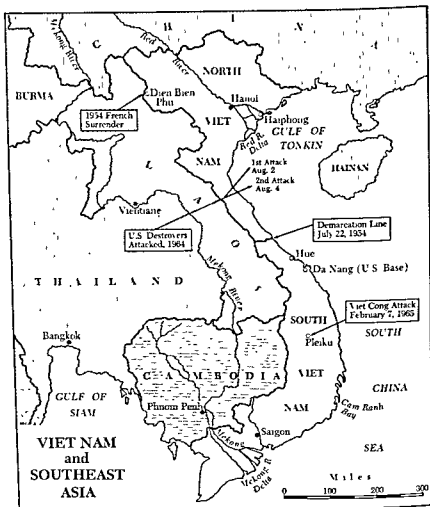 C H I N A
Mekong River
Red River
NORTH
BURMA
Dien Bien Phu
Hanoi
1954 French Surrender
VIET
Haiphong
Red R. Delta
GULF OF TONKIN
L A O S
NAM
1st Attack
Aug. 2
2nd Attack
Aug. 4
HAINAN
Vientiane
U.S Destroyers
Attacked, 1964
Demarcation Line
July 22, 1954
Hue
Da Nang (US Base)
T H A I L A N D
Mekong River
Viet Cong Attack
February 7, 1965
SOUTH
Pleiku
SOUTH
Bangkok
C A M B O D I A
VIET
CHINA
GULF OF SIAM
Phnom Penh
NAM
Cam Ranh Bay
Saigon
SEA
Mekong
Mekong R. Delta
VIET NAM
and
SOUTHEAST
ASIA
Miles
0 100 200 300